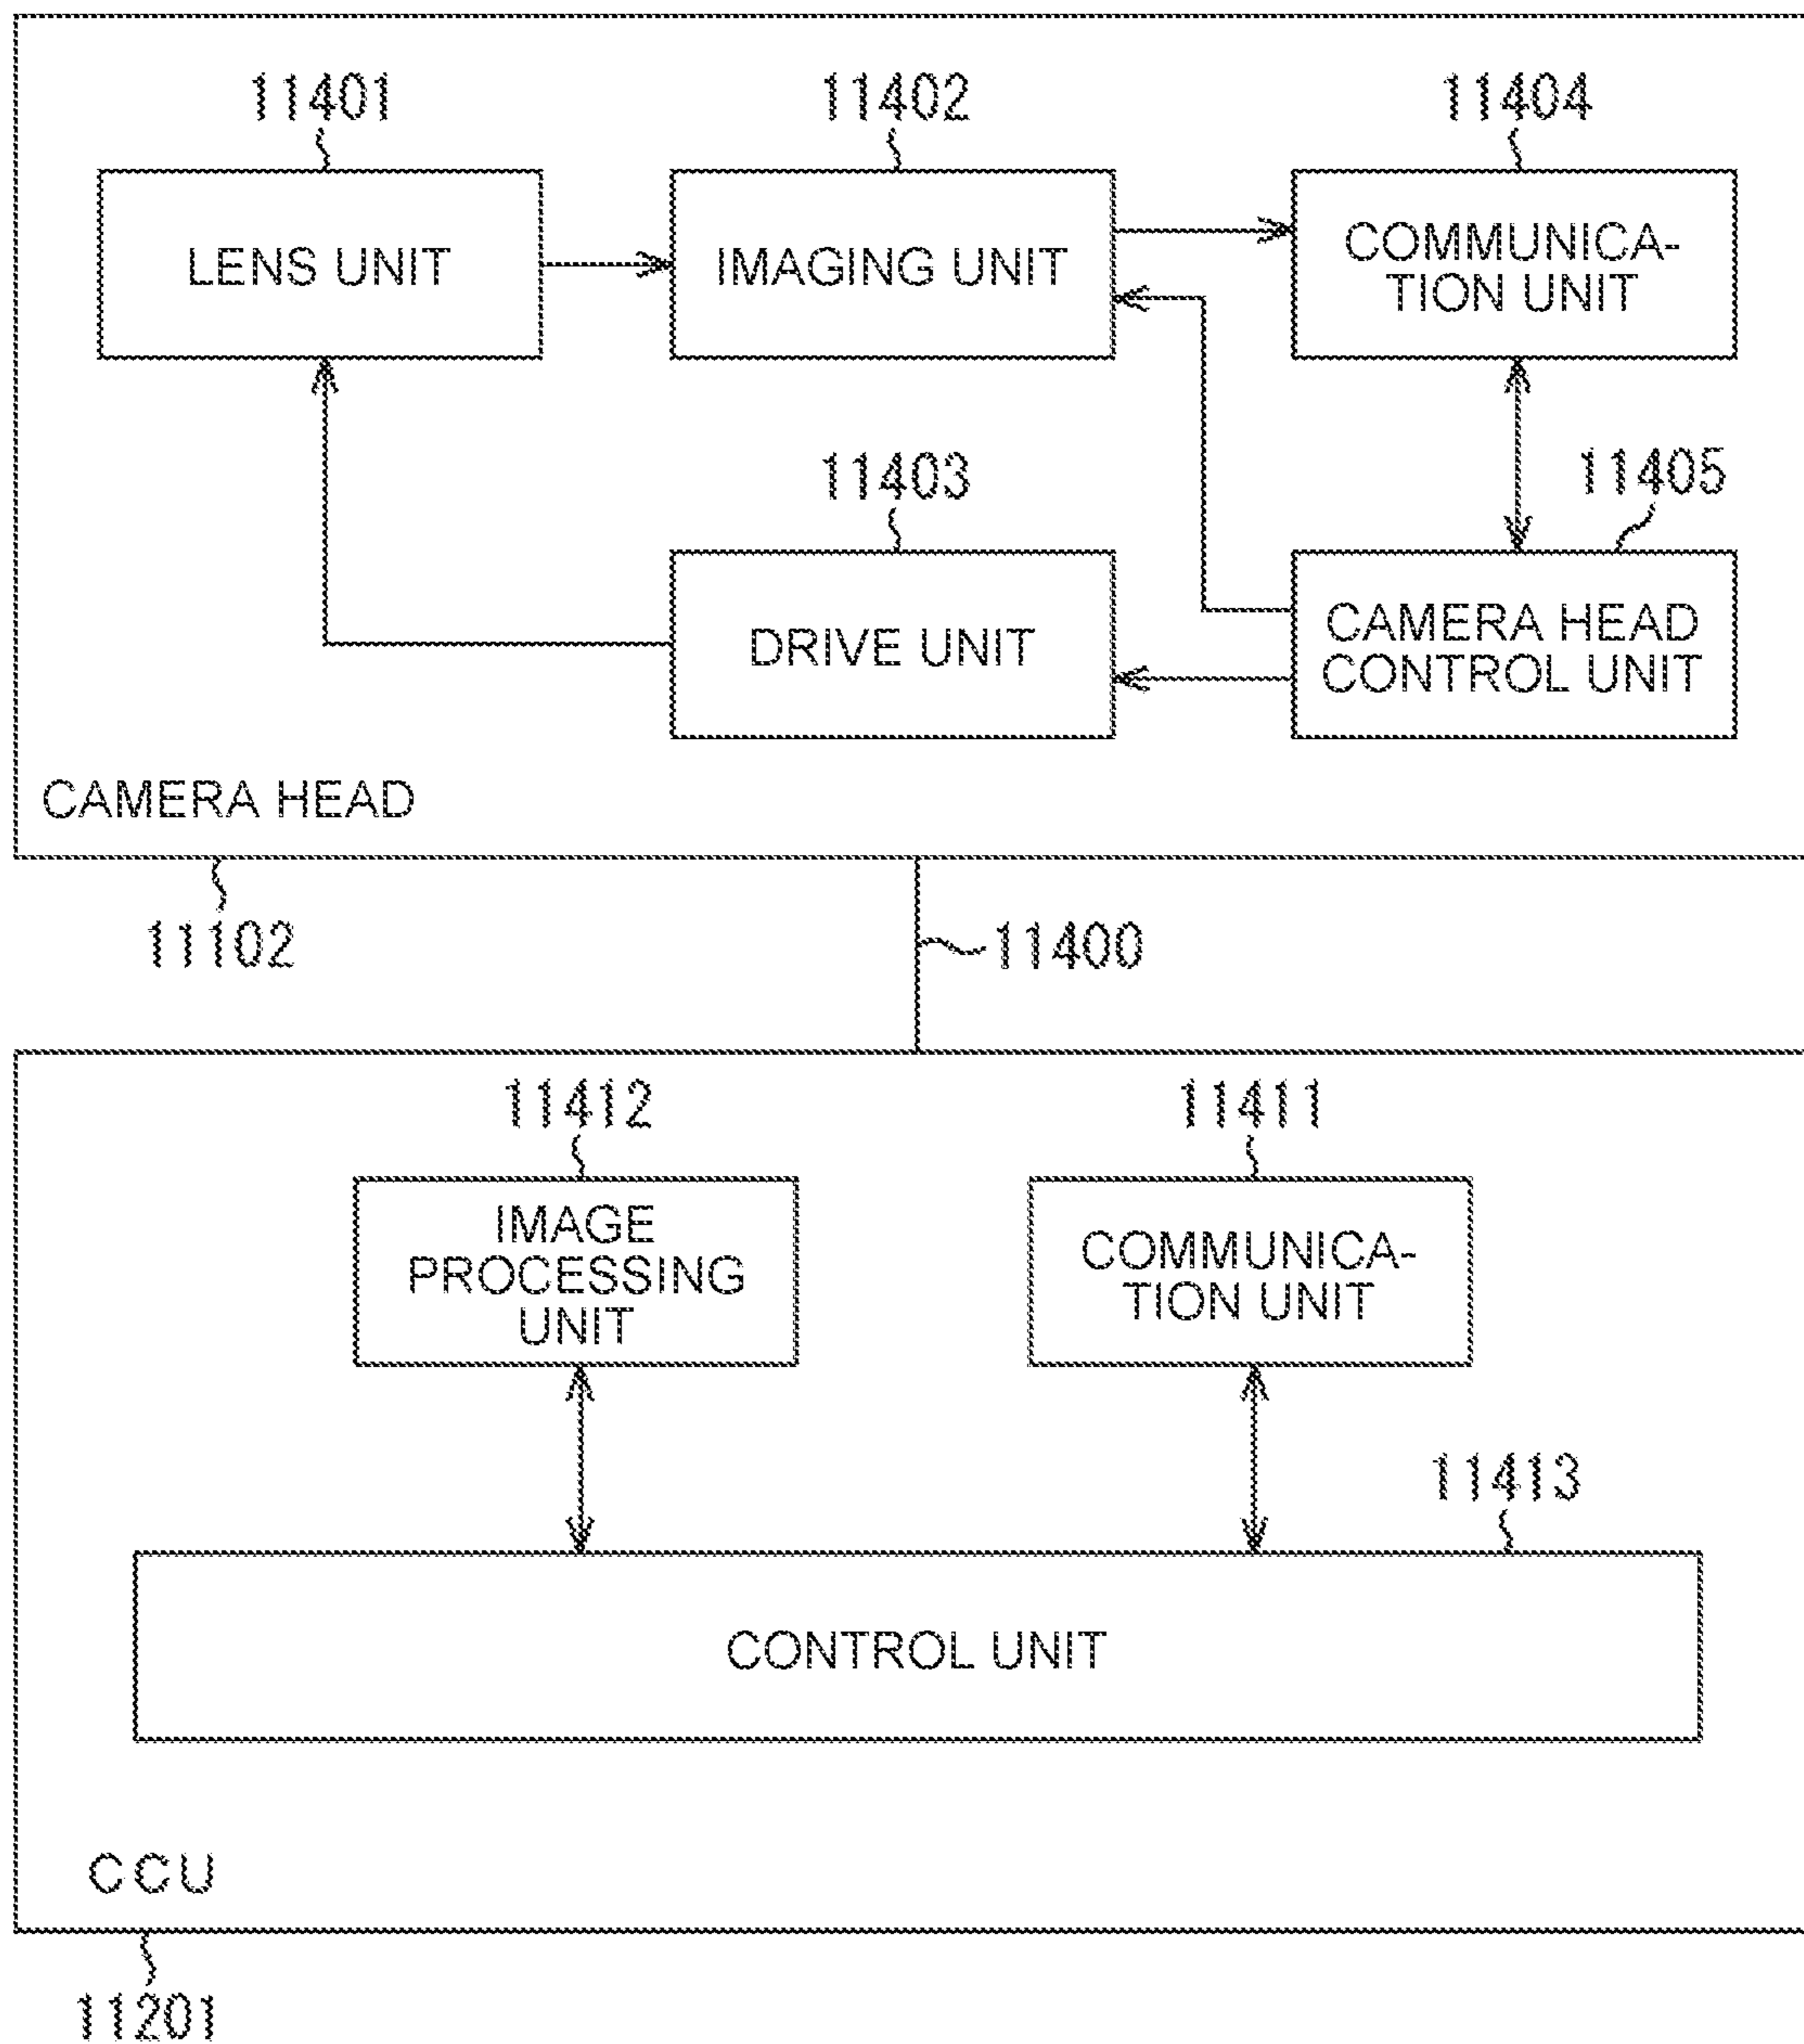 11401
11402
11404
LENS UNIT
IMAGING UNIT
COMMUNICA-
TION UNIT
11403
11405
DRIVE UNIT
CAMERA HEAD
CONTROL UNIT
CAMERA HEAD
11102
11400
11412
11411
IMAGE
PROCESSING
UNIT
COMMUNICA-
TION UNIT
11413
CONTROL UNIT
CCU
11201